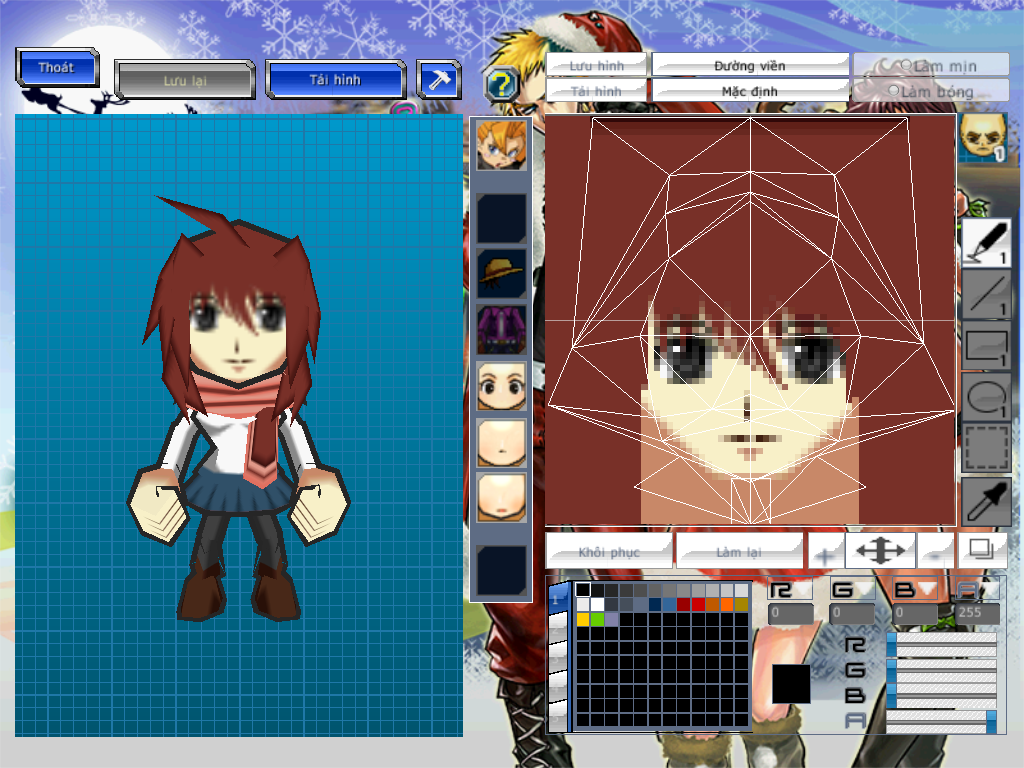 Thoát
Lưu lại
Tải hình
?
Lưu hình
Đường viền
Làm mịn
Tải hình
Mặc định
Làm bóng
1
1
1
1
1
Khôi phục
Làm lại
+
-
1
R
G
B
A
0
0
0
255
R
G
B
A